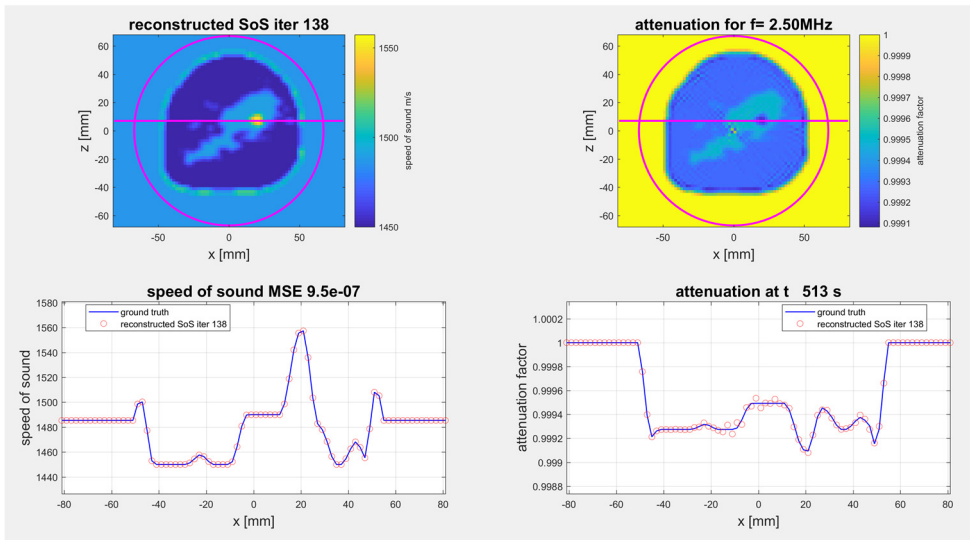 reconstructed SoS iter 138
60
40
20
0
-20
-40
-60
z [mm]
-50 0 50
x [mm]
1550
1500
1450
speed of sound m/s
attenuation for f= 2.50MHz
60
40
20
0
-20
-40
-60
z [mm]
-50 0 50
x [mm]
1
0.9999
0.9998
0.9997
0.9996
0.9995
0.9994
0.9993
0.9992
0.9991
attenuation factor
speed of sound MSE 9.5e-07
ground truth
reconstructed SoS iter 138
1580
1560
1540
1520
1500
1480
1460
1440
speed of sound
-80 -60 -40 -20 0 20 40 60 80
x [mm]
attenuation at t 513 s
ground truth
reconstructed SoS iter 138
1.0002
1
0.9998
0.9996
0.9994
0.9992
0.999
0.9988
attenuation factor
-80 -60 -40 -20 0 20 40 60 80
x [mm]